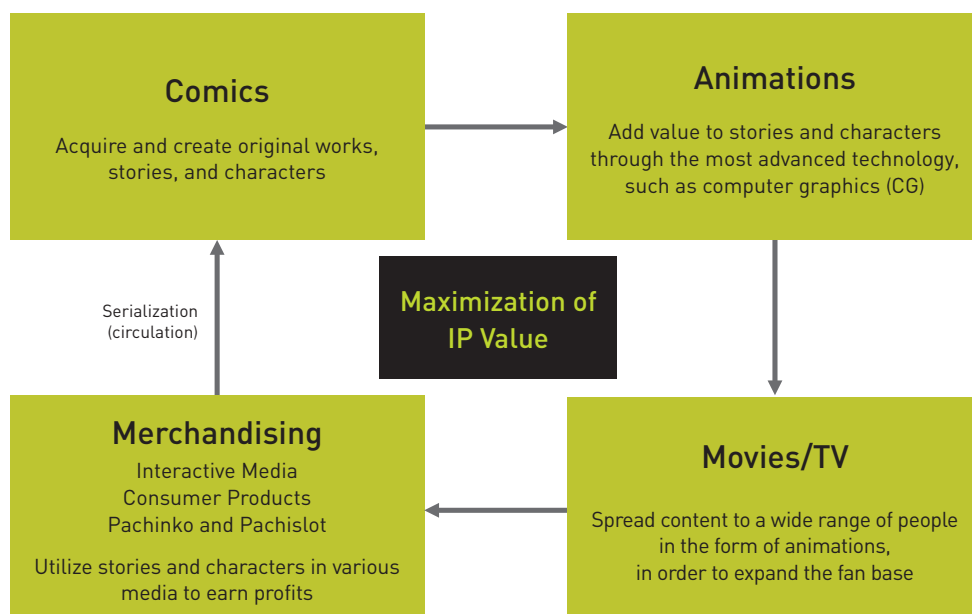 Comics
Acquire and create original works,
stories, and characters
Animations
Add value to stories and characters
through the most advanced technology,
such as computer graphics (CG)
Serialization
(circulation)
Maximization of
IP Value
Merchandising
Interactive Media
Consumer Products
Pachinko and Pachislot
Utilize stories and characters in various
media to earn profits
Movies/TV
Spread content to a wide range of people
in the form of animations,
in order to expand the fan base